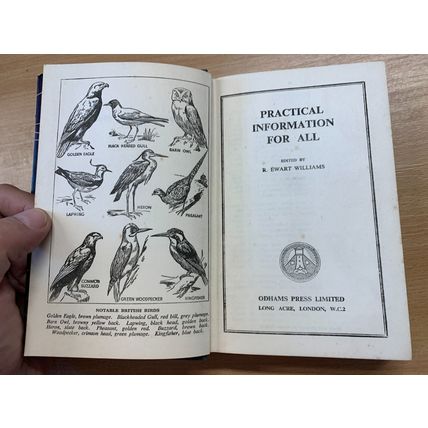 GOLDEN EAGLE
BLACK HEADED GULL
BARN OWL
LAPWING
HERON
PHEASANT
COMMON
BUZZARD
GREEN WOODPECKER
KINGFISHER
NOTABLE BRITISH BIRDS
Golden Eagle, brown plumage. Blackheaded Gull, red bill, grey plumage.
Barn Owl, browny yellow back. Lapwing, black head, golden back.
Heron, slate back. Pheasant, golden red. Buzzard, brown back.
Woodpecker, crimson head, green plumage. Kingfisher, blue back.
PRACTICAL
INFORMATION
FOR ALL
EDITED BY
R. EWART WILLIAMS
ODHAMS PRESS LIMITED
LONG ACRE, LONDON, W.C.2